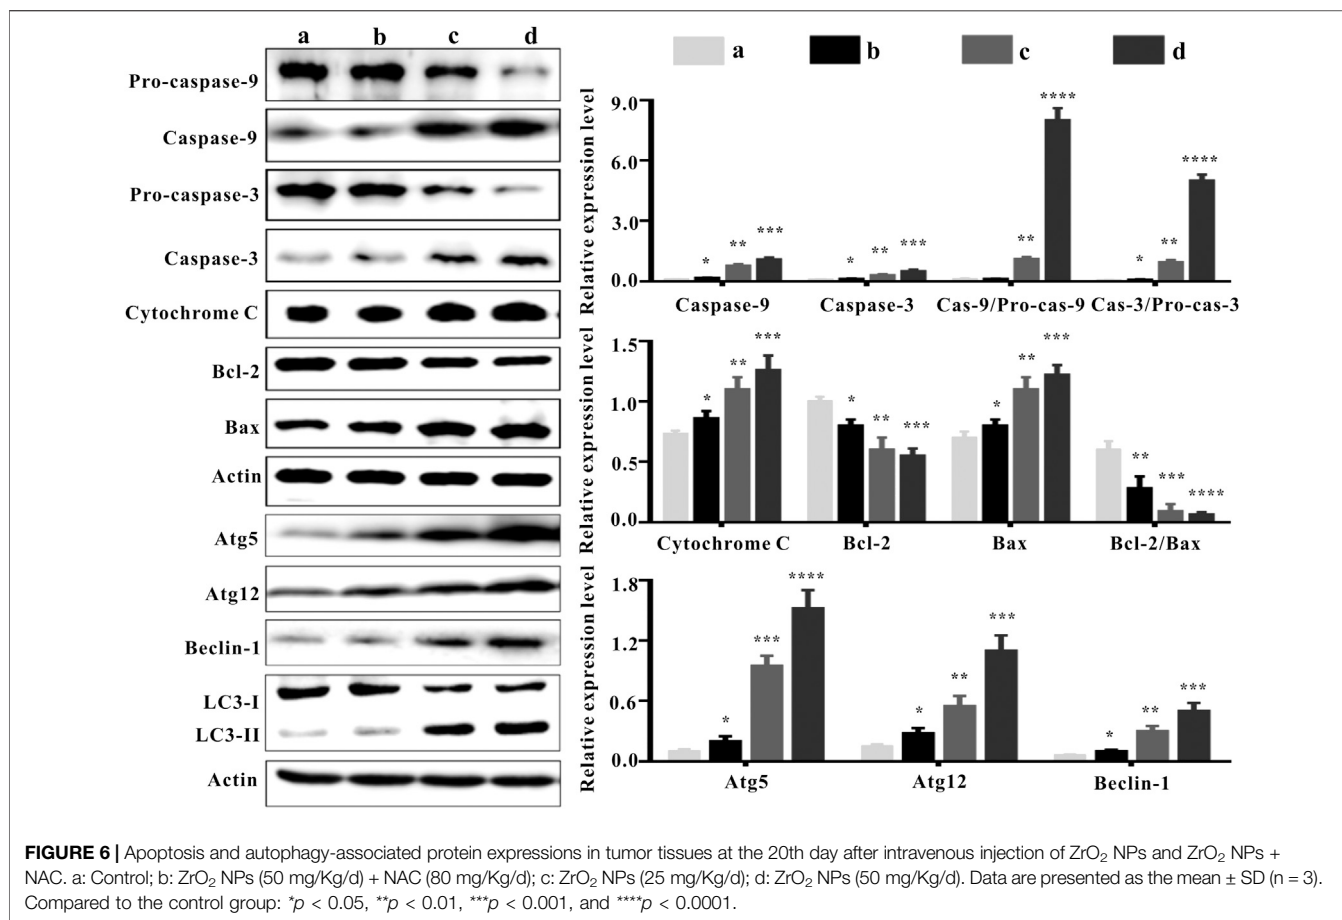 a b c d
Pro-caspase-9
Caspase-9
Pro-caspase-3
Caspase-3
Cytochrome C
Bcl-2
Bax
Actin
Atg5
Atg12
Beclin-1
LC3-I
LC3-II
Actin
a b c d
Relative expression level
9.0
6.0
3.0
0.0
* ** ***
* ** ***
** ****
* ** ****
Caspase-9 Caspase-3 Cas-9/Pro-cas-9 Cas-3/Pro-cas-3
Relative expression level
1.5
1.0
0.5
0.0
* ** ***
* ** ***
* ** ***
** *** ****
Cytochrome C Bcl-2 Bax Bcl-2/Bax
Relative expression level
1.8
1.2
0.6
0.0
* *** ****
* ** ***
* ** ***
Atg5 Atg12 Beclin-1
FIGURE 6 | Apoptosis and autophagy-associated protein expressions in tumor tissues at the 20th day after intravenous injection of ZrO₂ NPs and ZrO₂ NPs +
NAC. a: Control; b: ZrO₂ NPs (50 mg/Kg/d) + NAC (80 mg/Kg/d); c: ZrO₂ NPs (25 mg/Kg/d); d: ZrO₂ NPs (50 mg/Kg/d). Data are presented as the mean ± SD (n = 3).
Compared to the control group: *p < 0.05, **p < 0.01, ***p < 0.001, and ****p < 0.0001.